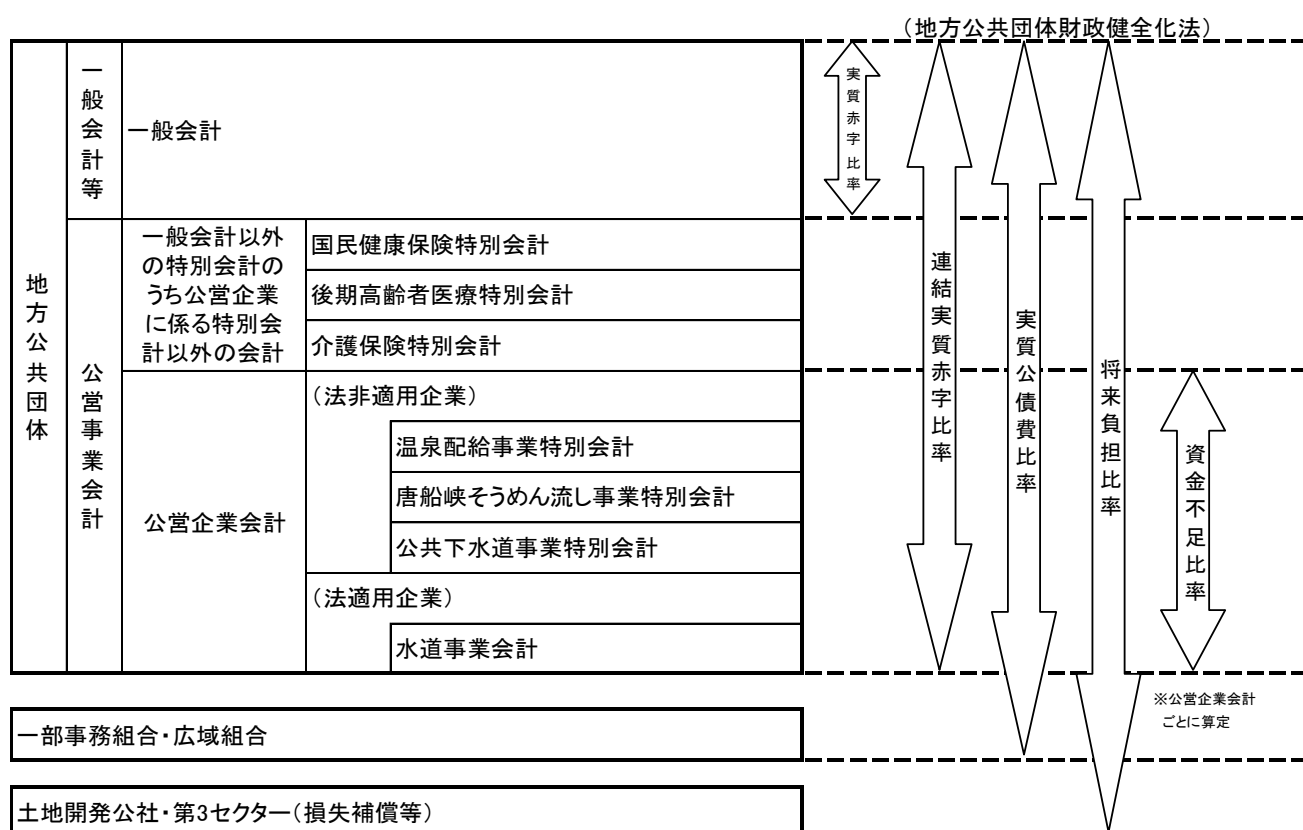 （地方公共団体財政健全化法）
地方公共団体
一般会計等
一般会計
公営事業会計
一般会計以外
の特別会計の
うち公営企業
に係る特別会
計以外の会計
国民健康保険特別会計
後期高齢者医療特別会計
介護保険特別会計
公営企業会計
（法非適用企業）
温泉配給事業特別会計
唐船峡そうめん流し事業特別会計
公共下水道事業特別会計
（法適用企業）
水道事業会計
一部事務組合・広域組合
土地開発公社・第3セクター（損失補償等）
実質赤字比率
連結実質赤字比率
実質公債費比率
将来負担比率
資金不足比率
※公営企業会計
ごとに算定